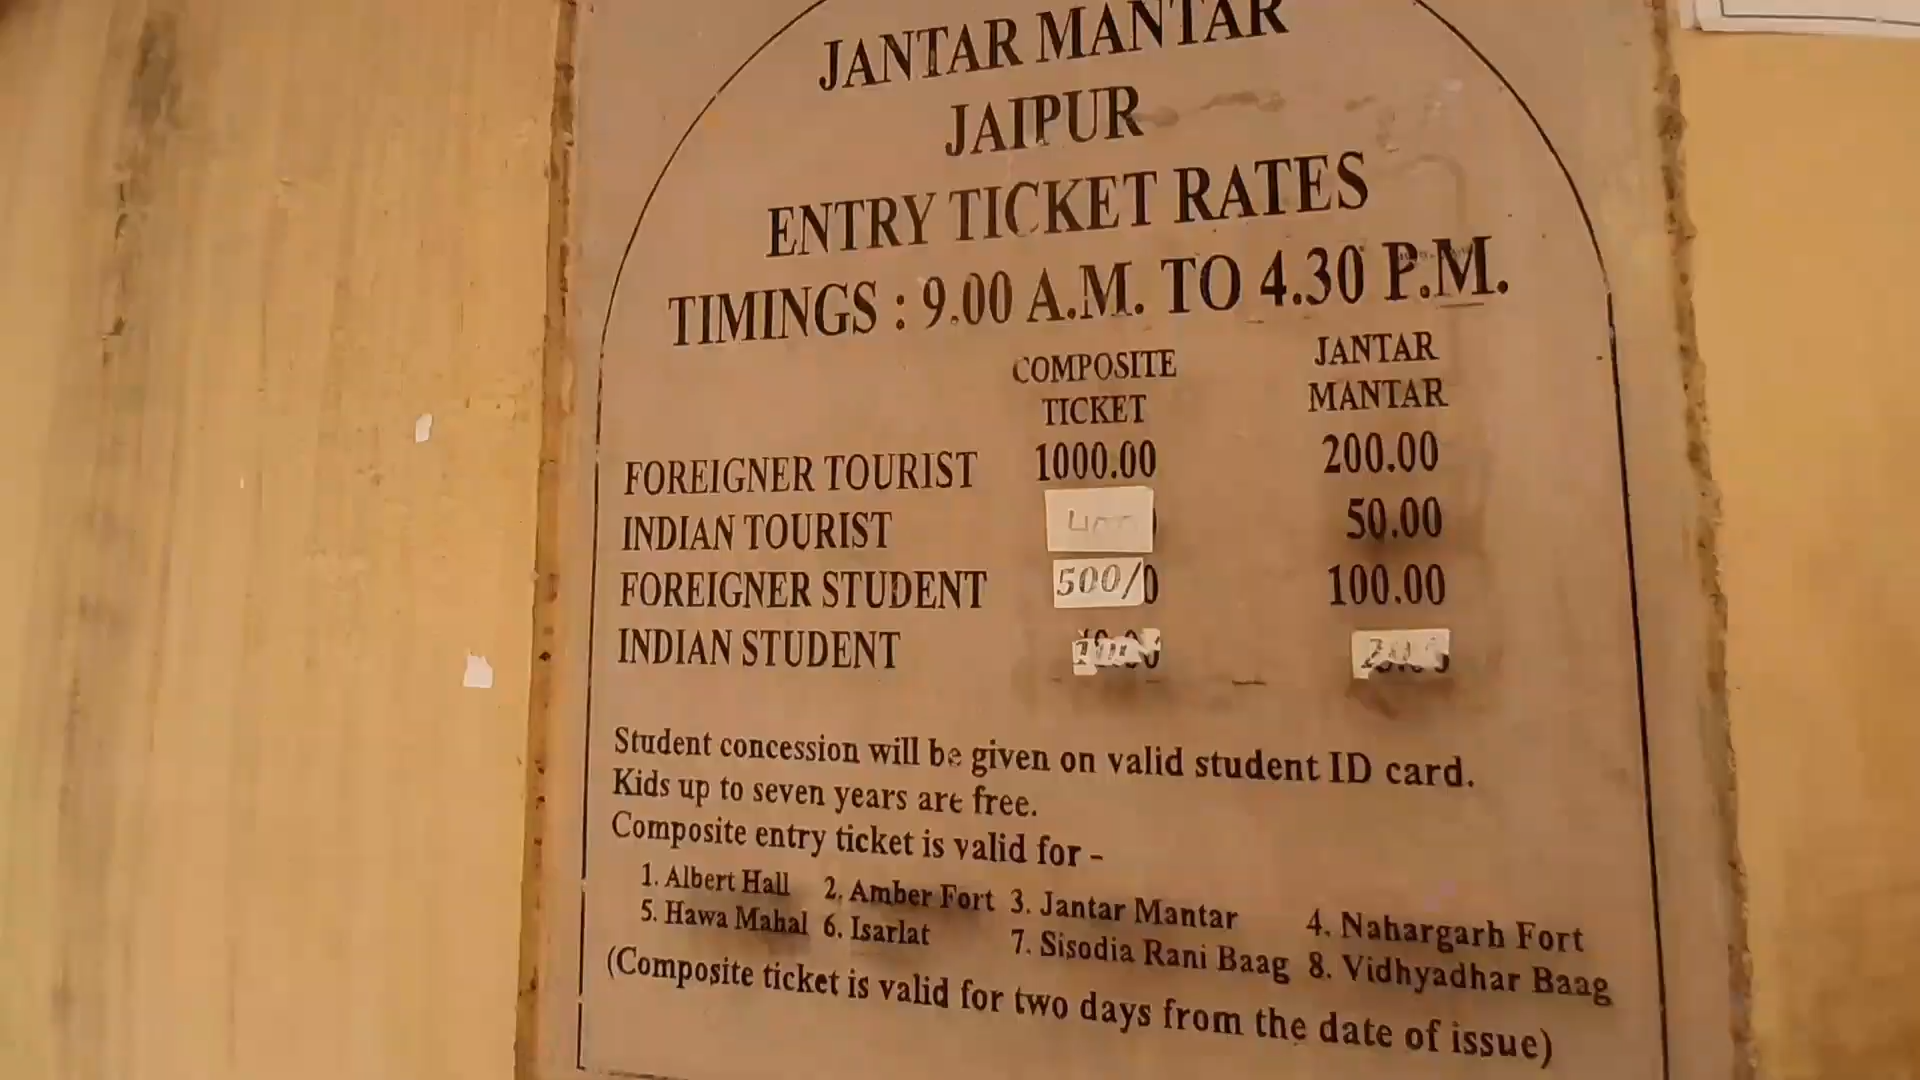 JANTAR MANTAR
JAIPUR
ENTRY TICKET RATES
TIMINGS : 9.00 A.M. TO 4.30 P.M.
COMPOSITE TICKET JANTAR MANTAR
FOREIGNER TOURIST 1000.00 200.00
INDIAN TOURIST 50.00
FOREIGNER STUDENT 500/0 100.00
INDIAN STUDENT
Student concession will be given on valid student ID card.
Kids up to seven years are free.
Composite entry ticket is valid for -
1. Albert Hall 2. Amber Fort 3. Jantar Mantar 4. Nahargarh Fort
5. Hawa Mahal 6. Isarlat 7. Sisodia Rani Baag 8. Vidhyadhar Baag
(Composite ticket is valid for two days from the date of issue)